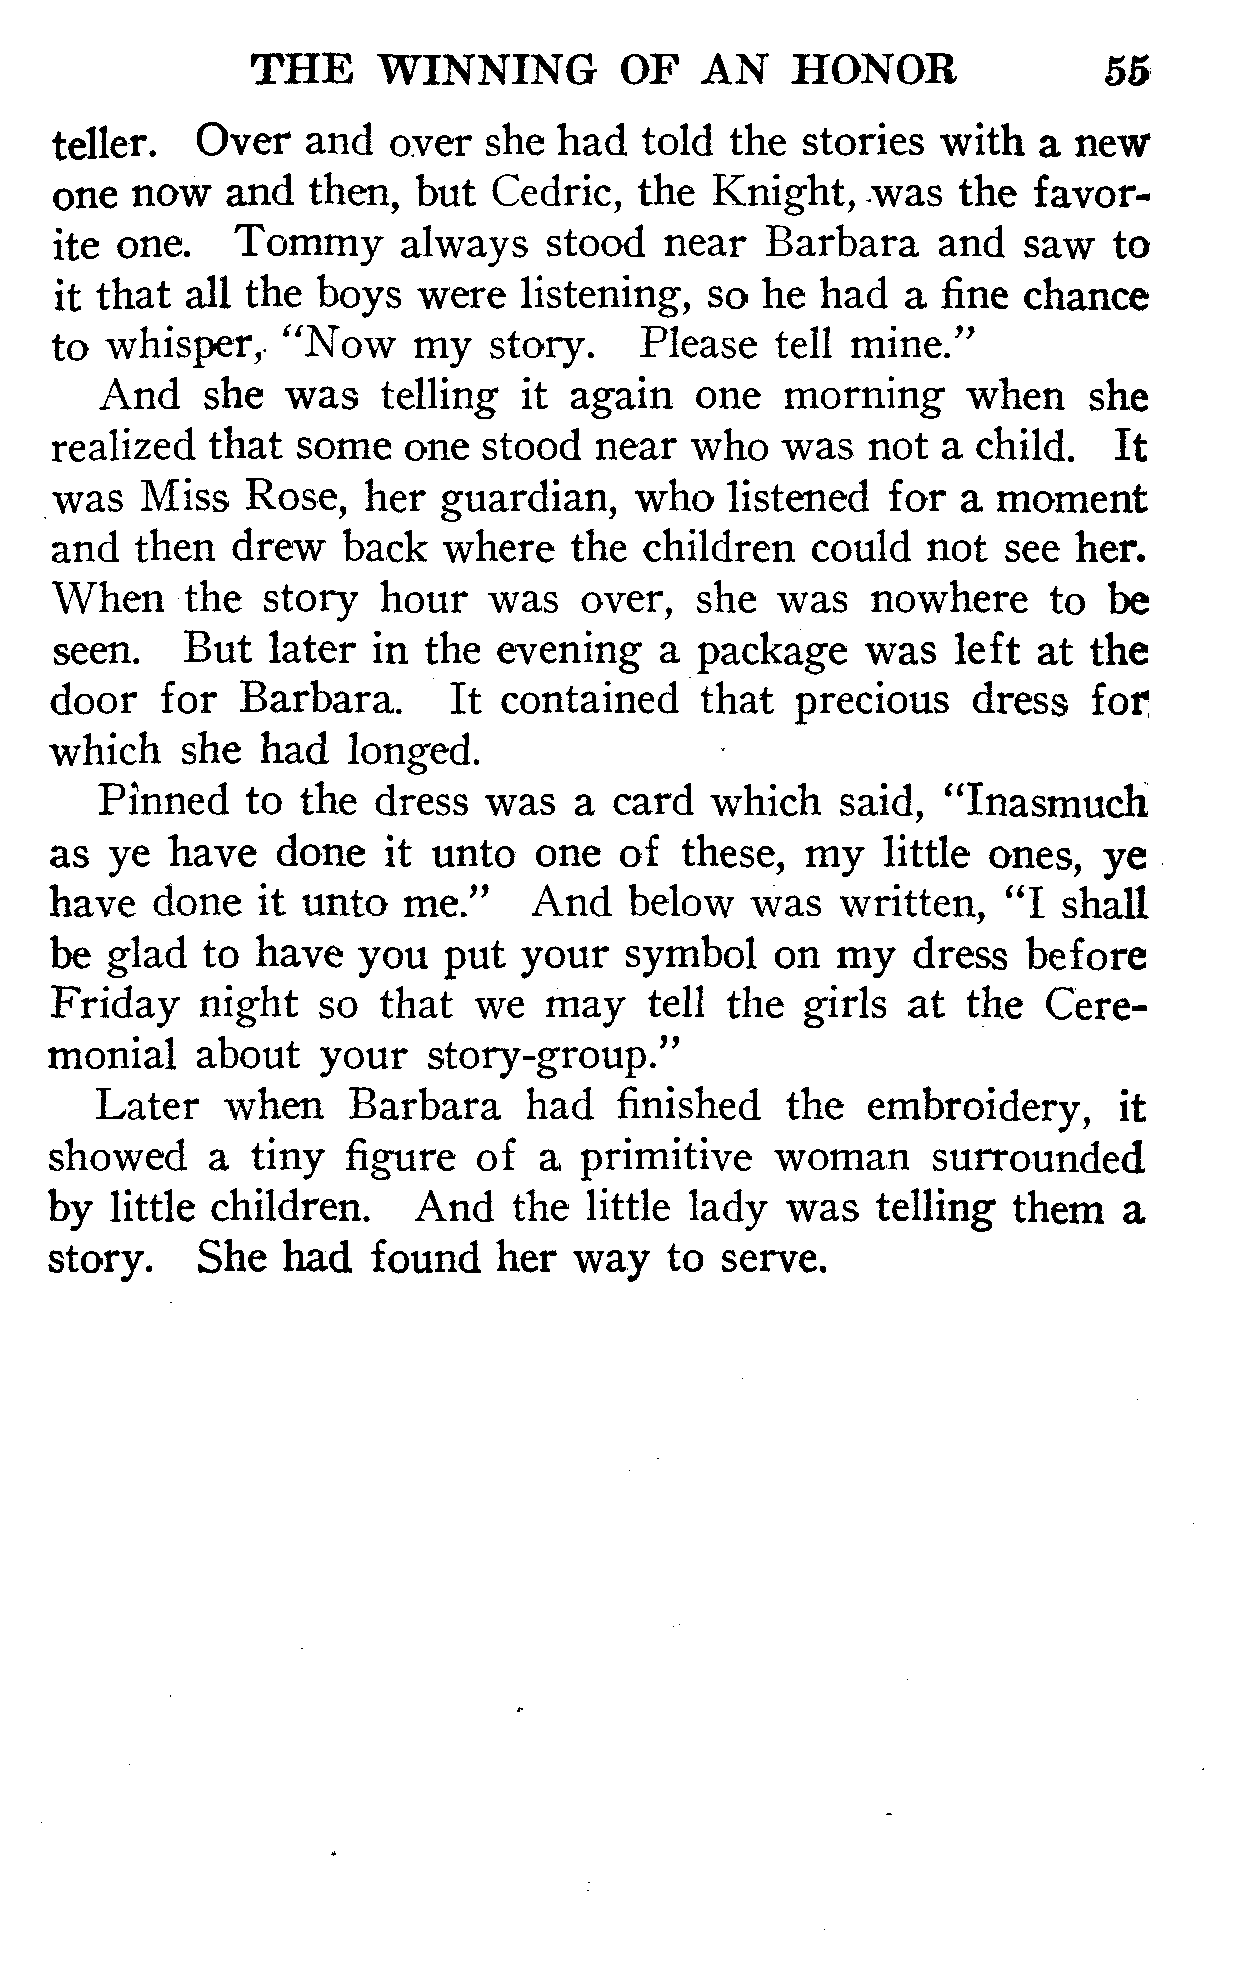 THE WINNING OF AN HONOR 55
teller. Over and over she had told the stories with a new
one now and then, but Cedric, the Knight, was the favor-
ite one. Tommy always stood near Barbara and saw to
it that all the boys were listening, so he had a fine chance
to whisper, "Now my story. Please tell mine."
And she was telling it again one morning when she
realized that some one stood near who was not a child. It
was Miss Rose, her guardian, who listened for a moment
and then drew back where the children could not see her.
When the story hour was over, she was nowhere to be
seen. But later in the evening a package was left at the
door for Barbara. It contained that precious dress for
which she had longed.
Pinned to the dress was a card which said, "Inasmuch
as ye have done it unto one of these, my little ones, ye
have done it unto me." And below was written, "I shall
be glad to have you put your symbol on my dress before
Friday night so that we may tell the girls at the Cere-
monial about your story-group."
Later when Barbara had finished the embroidery, it
showed a tiny figure of a primitive woman surrounded
by little children. And the little lady was telling them a
story. She had found her way to serve.